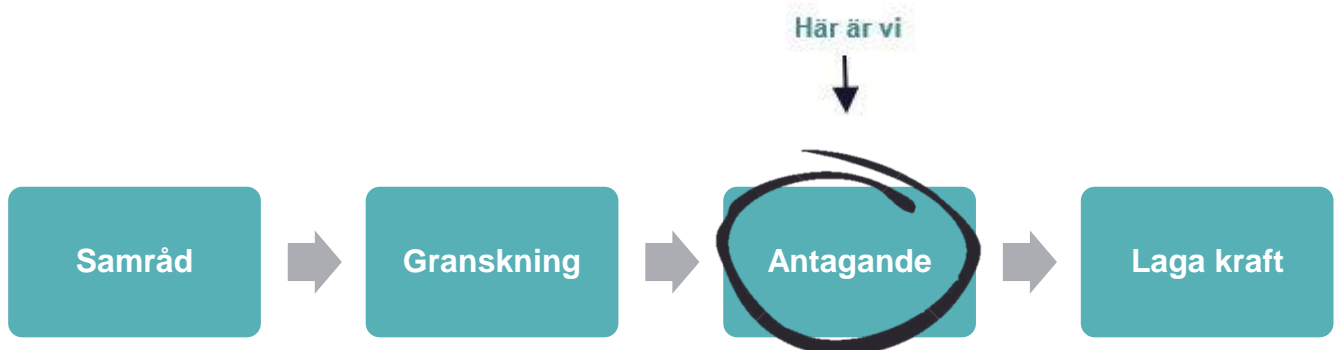 Här är vi
Samråd
Granskning
Antagande
Laga kraft